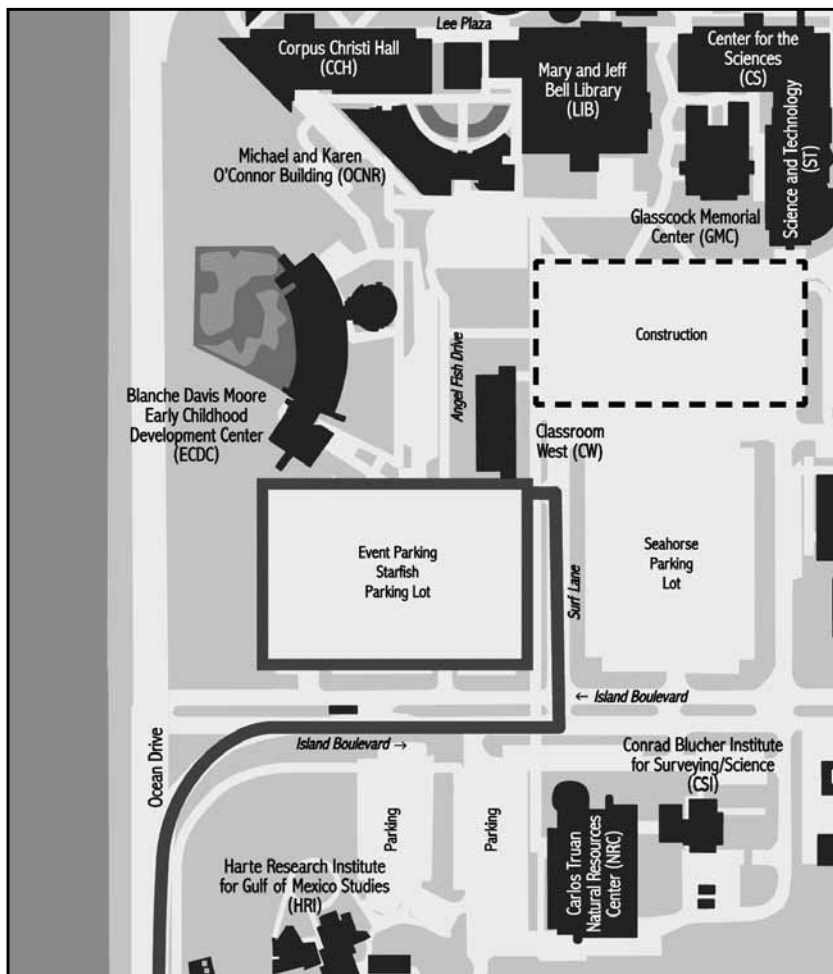 Lee Plaza
Corpus Christi Hall
(CCH)
Mary and Jeff
Bell Library
(LIB)
Center for the
Sciences
(CS)
Science and Technology
(ST)
Michael and Karen
O'Connor Building (OCNR)
Glasscock Memorial
Center (GMC)
Construction
Angel Fish Drive
Blanche Davis Moore
Early Childhood
Development Center
(ECDC)
Classroom
West (CW)
Event Parking
Starfish
Parking Lot
Surf Lane
Seahorse
Parking
Lot
← Island Boulevard
Island Boulevard →
Ocean Drive
Conrad Blucher Institute
for Surveying/Science
(CSI)
Parking
Parking
Carlos Truan
Natural Resources
Center (NRC)
Harte Research Institute
for Gulf of Mexico Studies
(HRI)